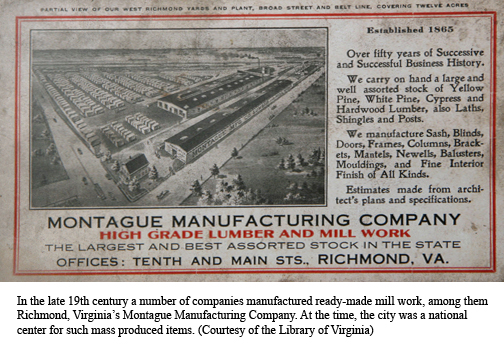 PARTIAL VIEW OF OUR WEST RICHMOND YARDS AND PLANT, BROAD STREET AND BELT LINE, COVERING TWELVE ACRES
Established 1865
Over fifty years of Successive
and Successful Business History.
We carry on hand a large and
well assorted stock of Yellow
Pine, White Pine, Cypress and
Hardwood Lumber, also Laths,
Shingles and Posts.
We manufacture Sash, Blinds,
Doors, Frames, Columns, Brack-
ets, Mantels, Newells, Balusters,
Mouldings, and Fine Interior
Finish of All Kinds.
Estimates made from archi-
tect's plans and specifications.
MONTAGUE MANUFACTURING COMPANY
HIGH GRADE LUMBER AND MILL WORK
THE LARGEST AND BEST ASSORTED STOCK IN THE STATE
OFFICES: TENTH AND MAIN STS., RICHMOND, VA.
In the late 19th century a number of companies manufactured ready-made mill work, among them
Richmond, Virginia's Montague Manufacturing Company. At the time, the city was a national
center for such mass produced items. (Courtesy of the Library of Virginia)